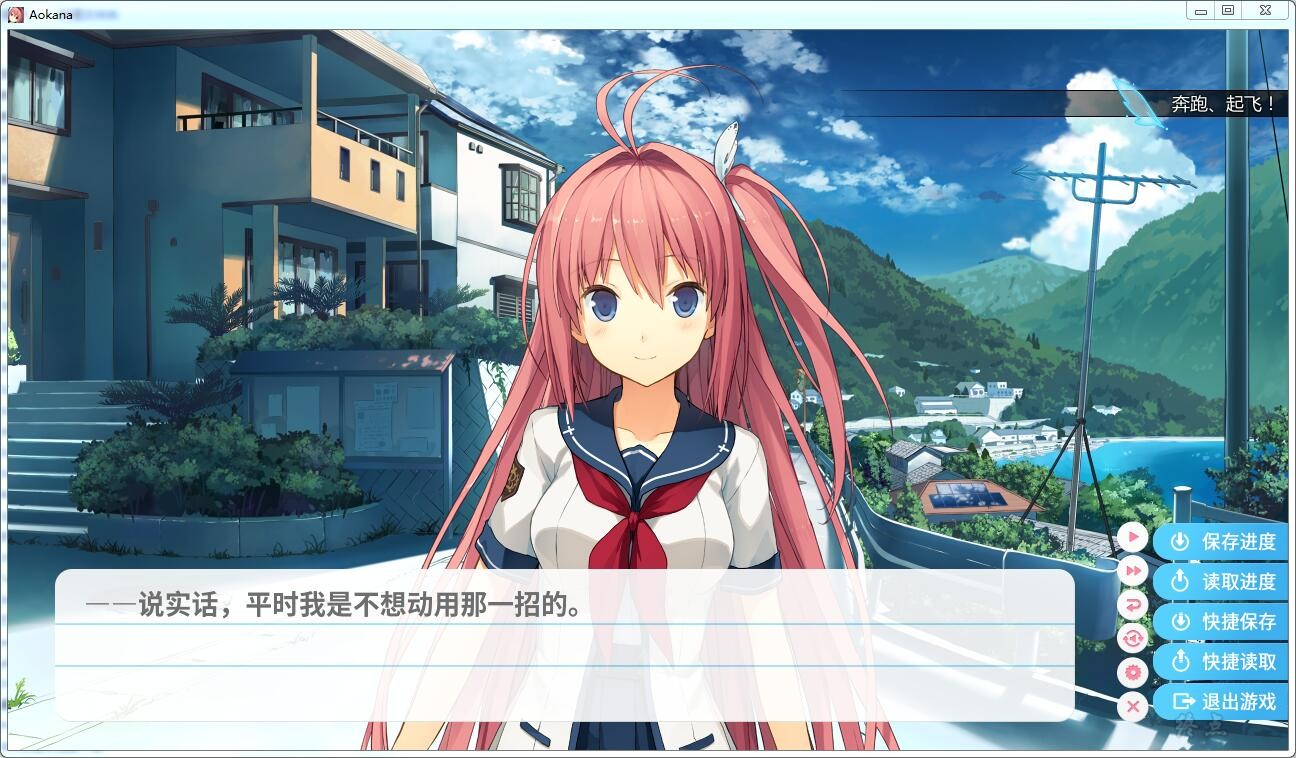 Aokana
奔跑、起飞！
——说实话，平时我是不想动用那一招的。
保存进度
读取进度
快捷保存
快捷读取
退出游戏
终点